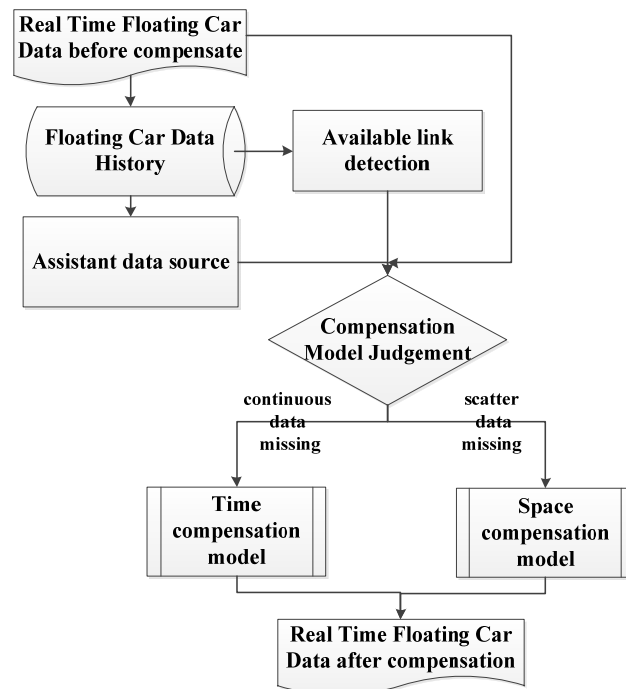 Real Time Floating Car
Data before compensate
Floating Car Data
History
Available link
detection
Assistant data source
Compensation
Model Judgement
continuous
data
missing
scatter
data
missing
Time
compensation
model
Space
compensation
model
Real Time Floating Car
Data after compensation